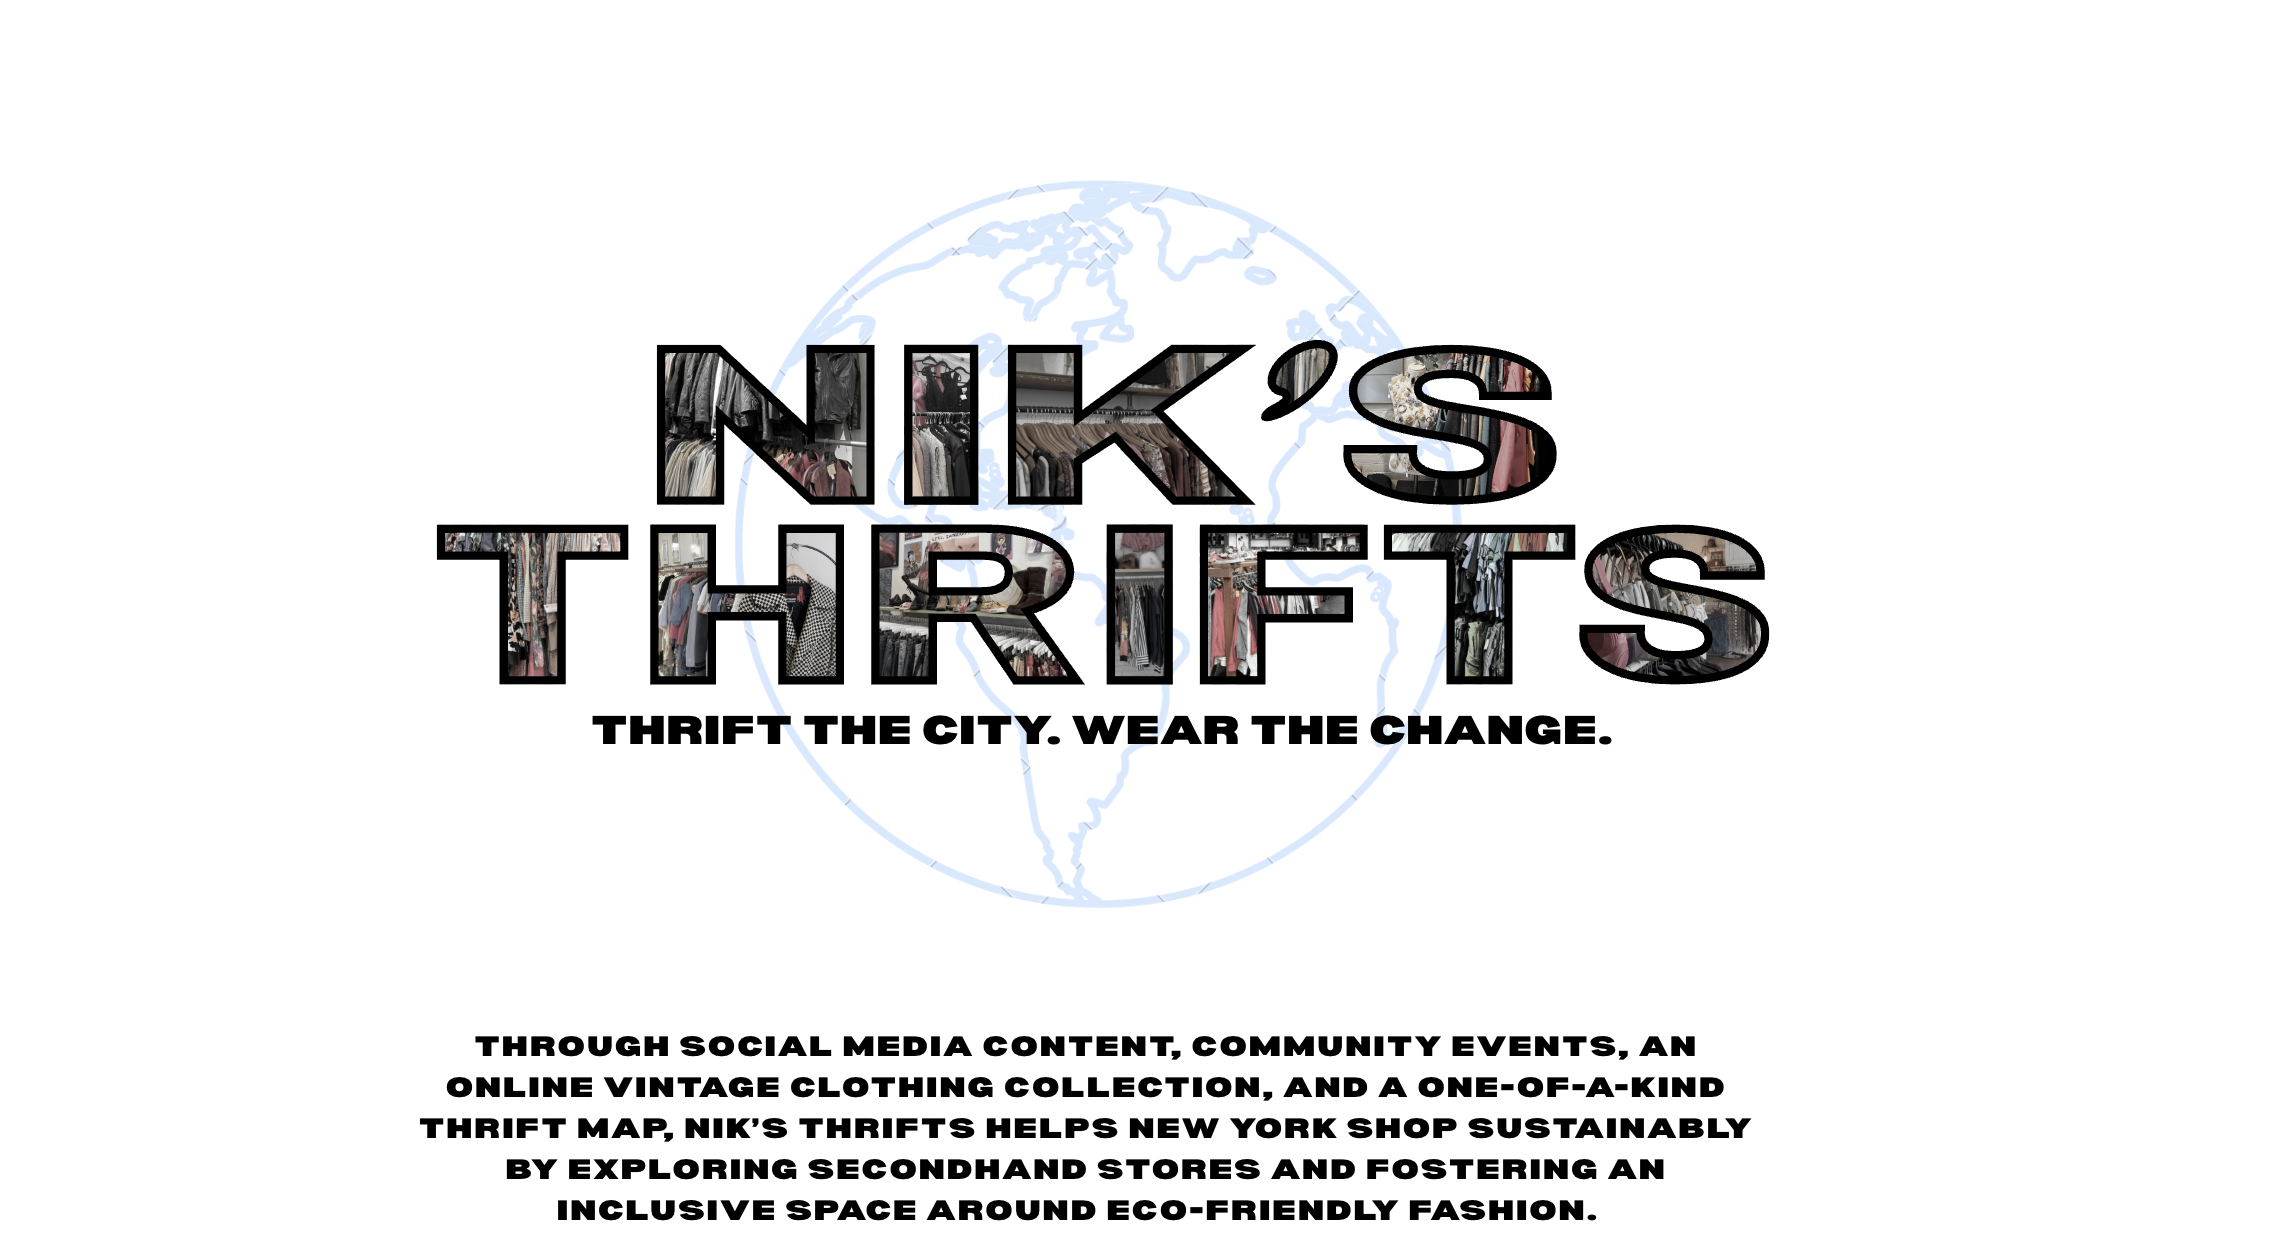 NIK’S
THRIFTS
THRIFT THE CITY. WEAR THE CHANGE.
THROUGH SOCIAL MEDIA CONTENT, COMMUNITY EVENTS, AN
ONLINE VINTAGE CLOTHING COLLECTION, AND A ONE-OF-A-KIND
THRIFT MAP, NIK’S THRIFTS HELPS NEW YORK SHOP SUSTAINABLY
BY EXPLORING SECONDHAND STORES AND FOSTERING AN
INCLUSIVE SPACE AROUND ECO-FRIENDLY FASHION.